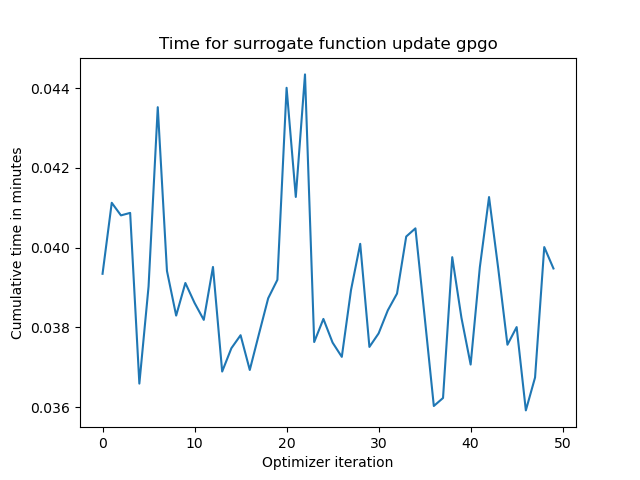 Time for surrogate function update gpgo
Cumulative time in minutes
0.044
0.042
0.040
0.038
0.036
0 10 20 30 40 50
Optimizer iteration